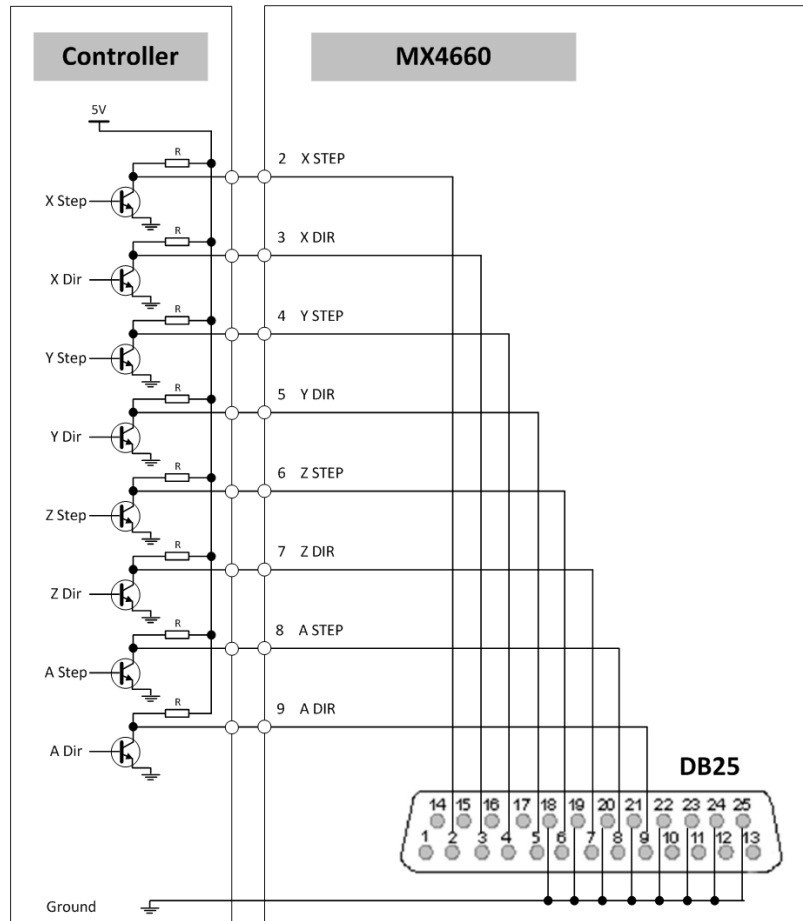 Controller
MX4660
5V
R
2 X STEP
X Step
R
3 X DIR
X Dir
R
4 Y STEP
Y Step
R
5 Y DIR
Y Dir
R
6 Z STEP
Z Step
R
7 Z DIR
Z Dir
R
8 A STEP
A Step
R
9 A DIR
A Dir
DB25
14 15 16 17 18 19 20 21 22 23 24 25
1 2 3 4 5 6 7 8 9 10 11 12 13
Ground